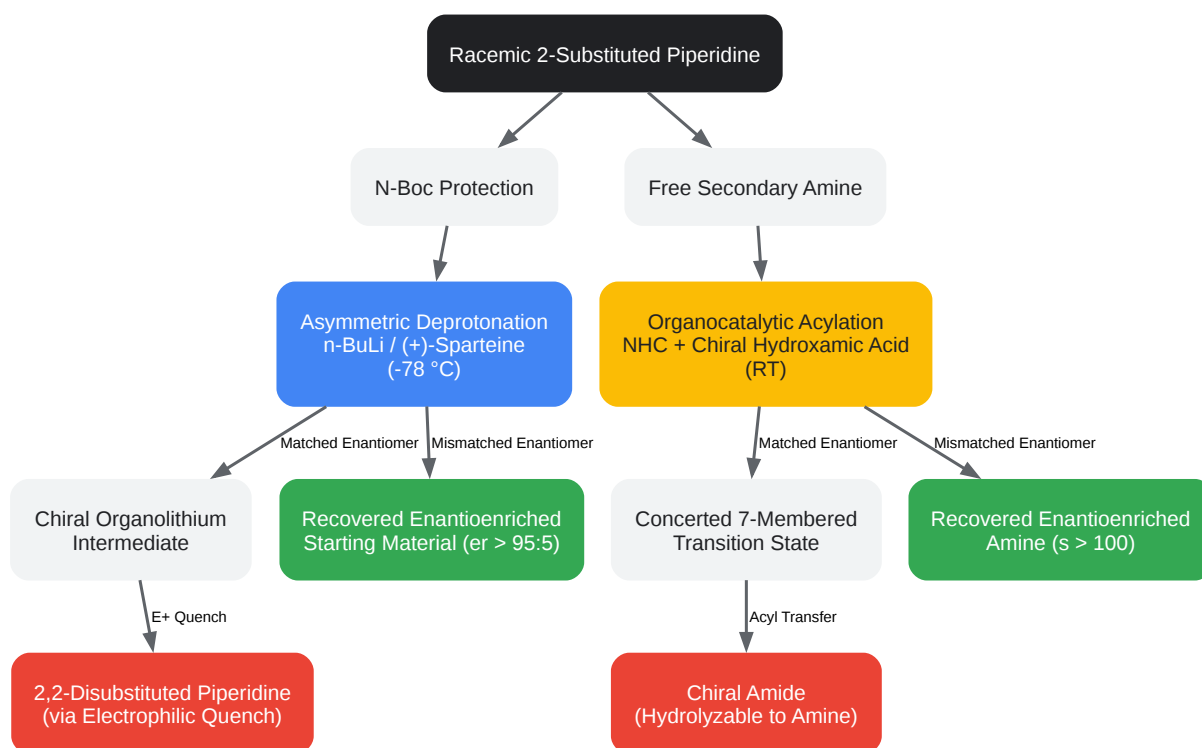 Racemic 2-Substituted Piperidine
N-Boc Protection
Free Secondary Amine
Asymmetric Deprotonation
n-BuLi / (+)-Sparteine
(-78 °C)
Organocatalytic Acylation
NHC + Chiral Hydroxamic Acid
(RT)
Matched Enantiomer
Mismatched Enantiomer
Matched Enantiomer
Mismatched Enantiomer
Chiral Organolithium
Intermediate
Recovered Enantioenriched
Starting Material (er > 95:5)
Concerted 7-Membered
Transition State
Recovered Enantioenriched
Amine (s > 100)
E+ Quench
Acyl Transfer
2,2-Disubstituted Piperidine
(via Electrophilic Quench)
Chiral Amide
(Hydrolyzable to Amine)